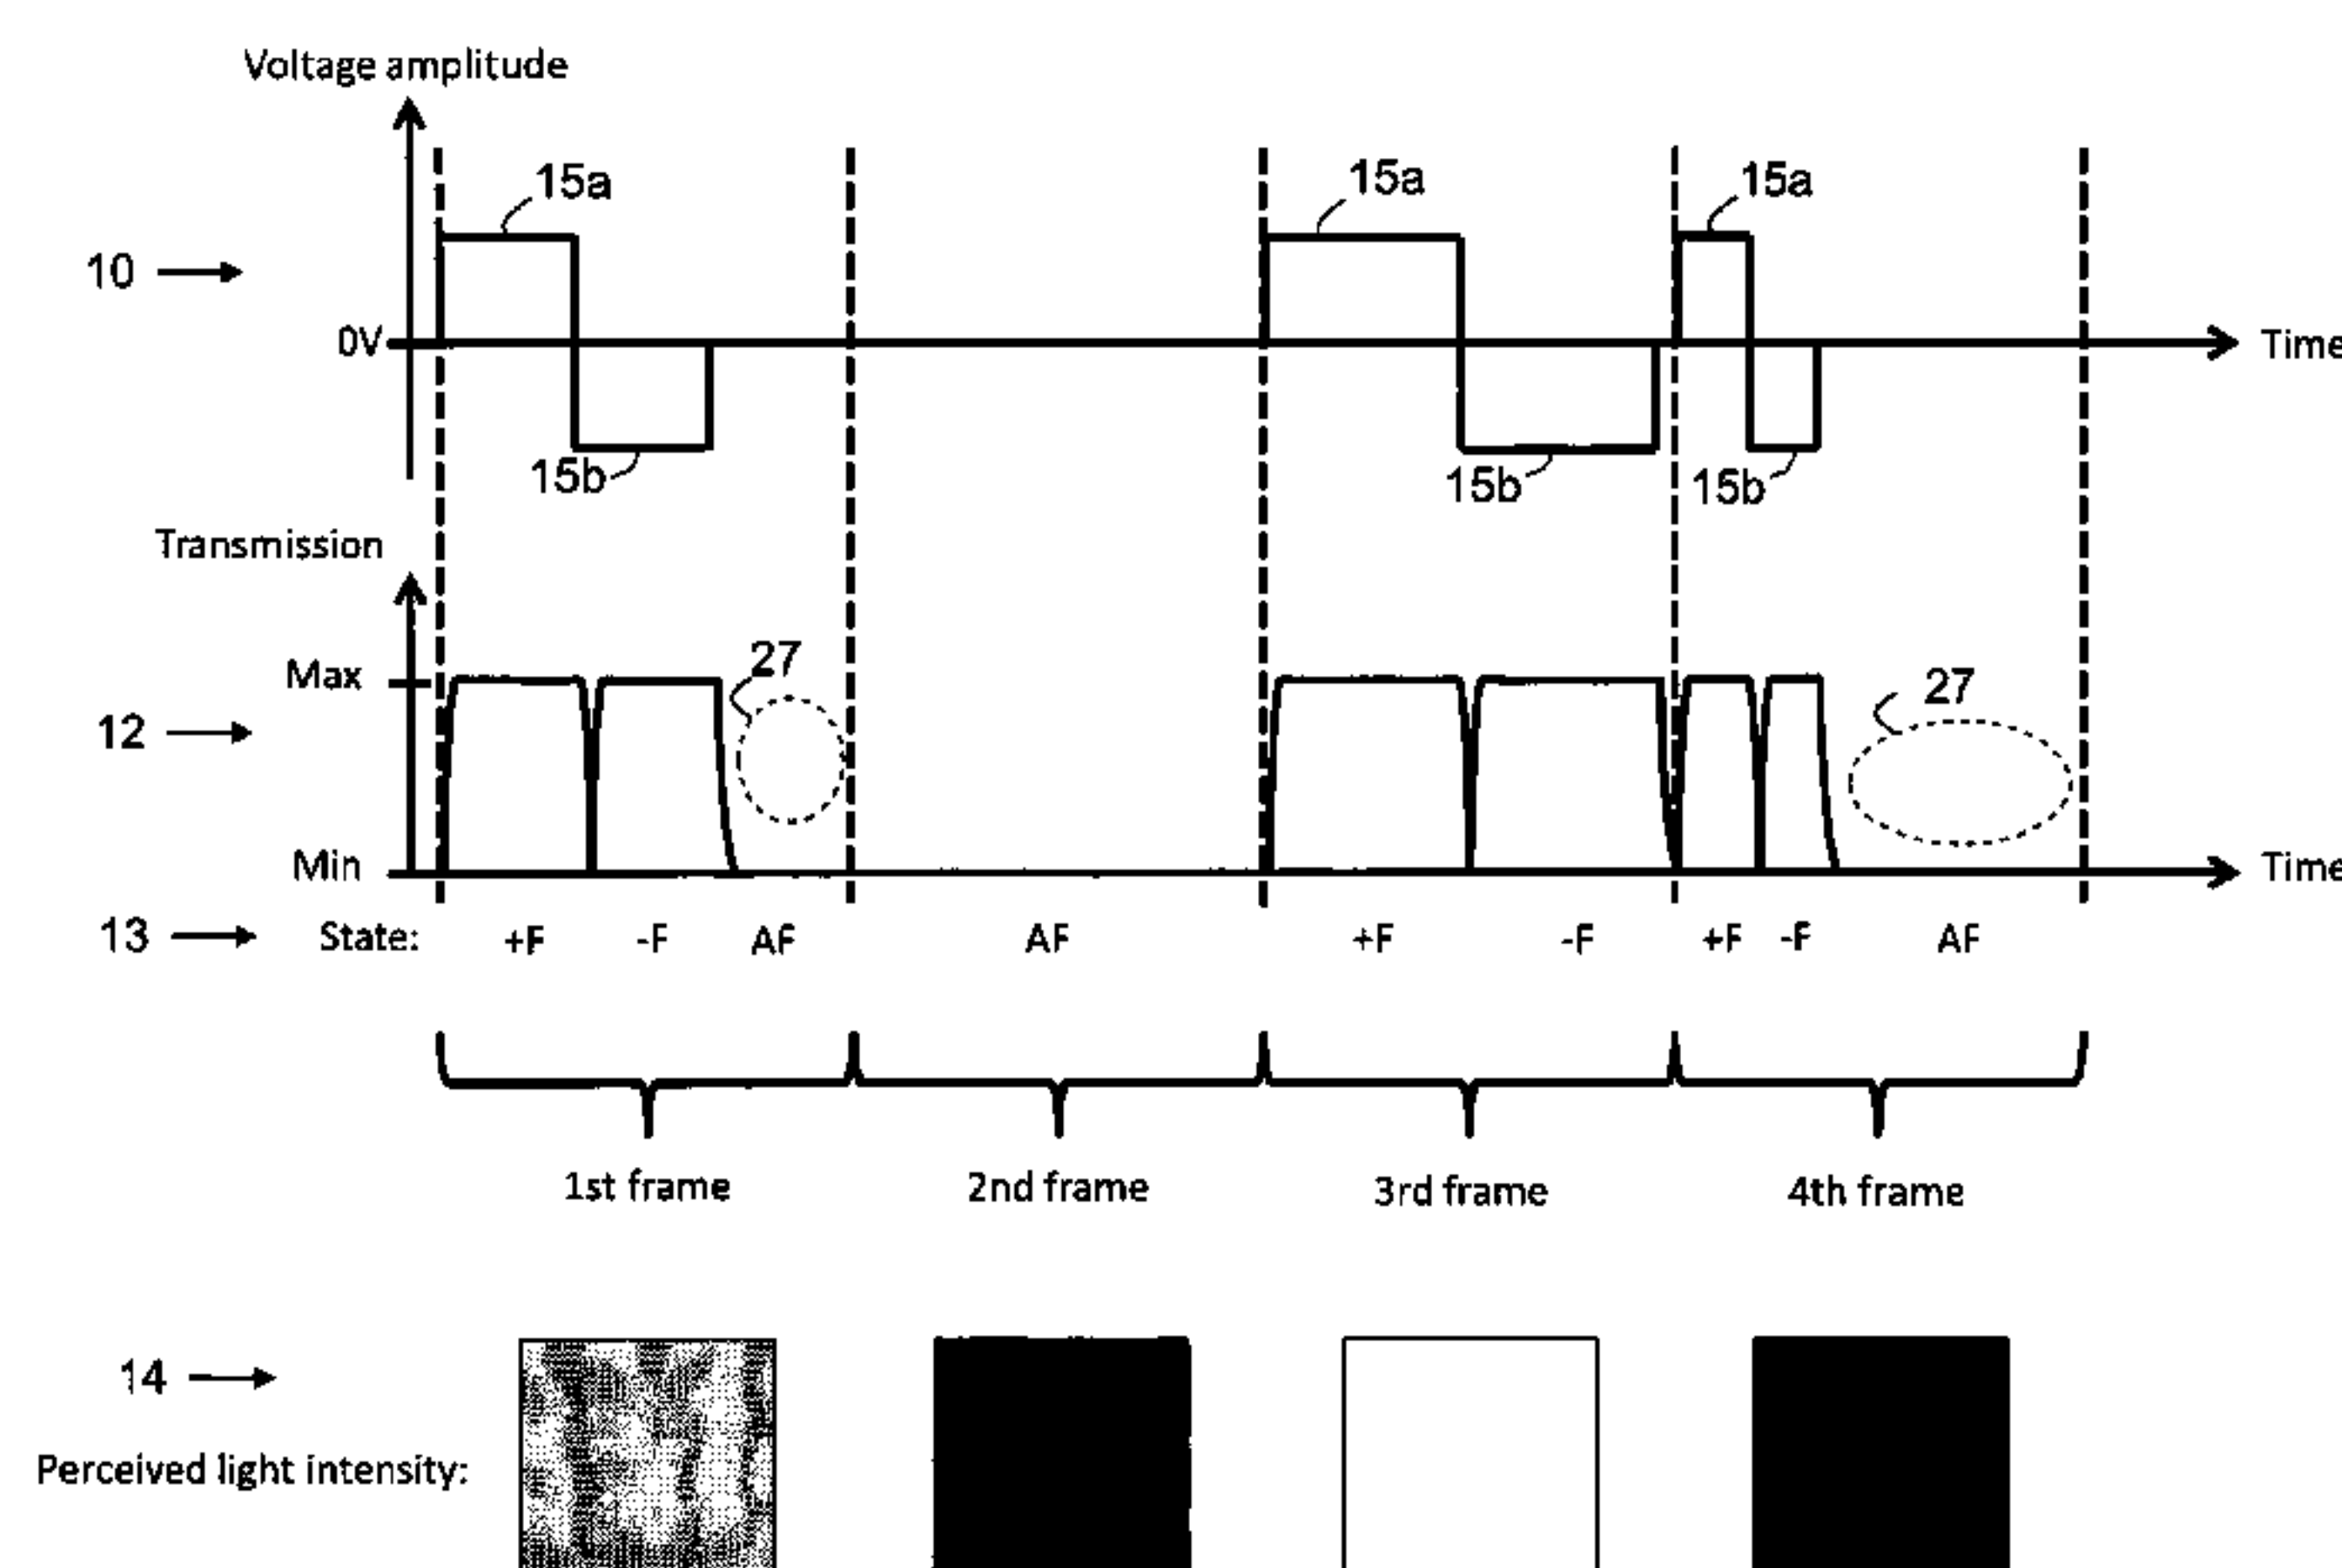 Voltage amplitude
15a 15a 15a
10
0V Time
15b 15b 15b
Transmission
27 27
Max
12
Min Time
13 State: +F -F AF AF +F -F +F -F AF
1st frame 2nd frame 3rd frame 4th frame
14
Perceived light intensity: